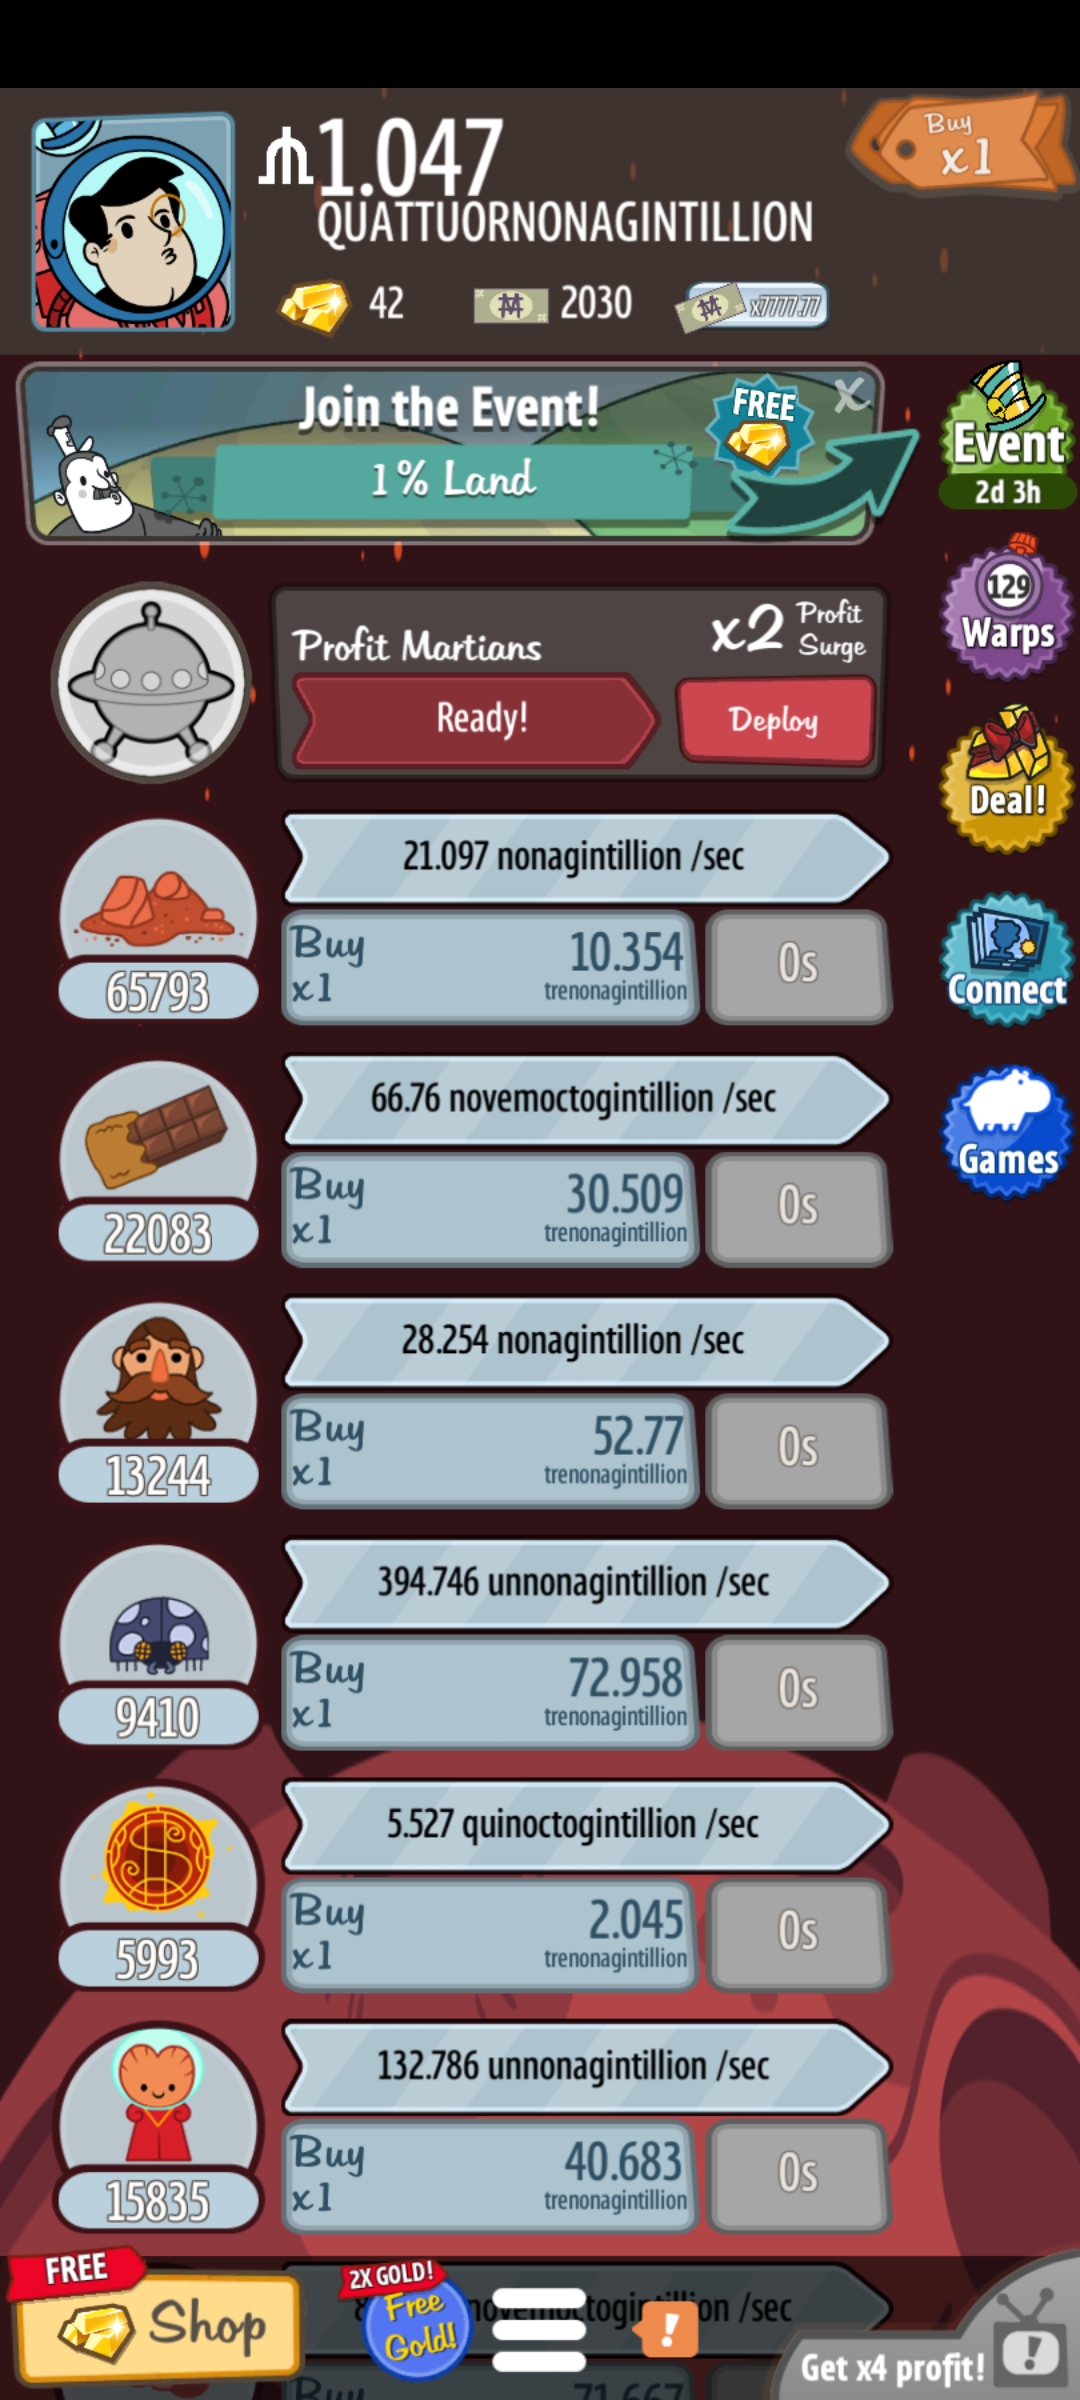 1.047
QUATTUORNONAGINTILLION
Buy
x1
42
2030
x7777.77
Join the Event!
1% Land
FREE
X
Event
2d 3h
129
Warps
Profit Martians
x2 Profit
Surge
Ready!
Deploy
Deal!
21.097 nonagintillion /sec
65793
Buy
x1
10.354
trenonagintillion
0s
Connect
66.76 novemoctogintillion /sec
22083
Buy
x1
30.509
trenonagintillion
0s
Games
28.254 nonagintillion /sec
13244
Buy
x1
52.77
trenonagintillion
0s
394.746 unnonagintillion /sec
9410
Buy
x1
72.958
trenonagintillion
0s
5.527 quinoctogintillion /sec
5993
Buy
x1
2.045
trenonagintillion
0s
132.786 unnonagintillion /sec
15835
Buy
x1
40.683
trenonagintillion
0s
FREE
Shop
2X GOLD!
Free
Gold!
/sec
!
Get x4 profit!
!
Buy
71.667